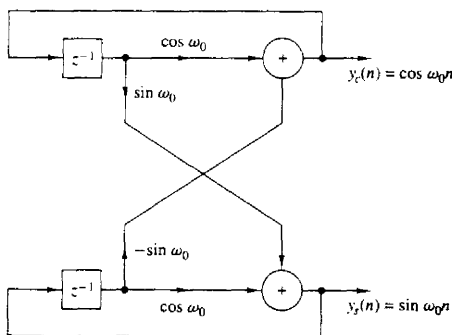 cos ω₀
z⁻¹
+
sin ω₀
y_c(n) = cos ω₀n
−sin ω₀
z⁻¹
cos ω₀
+
y_s(n) = sin ω₀n